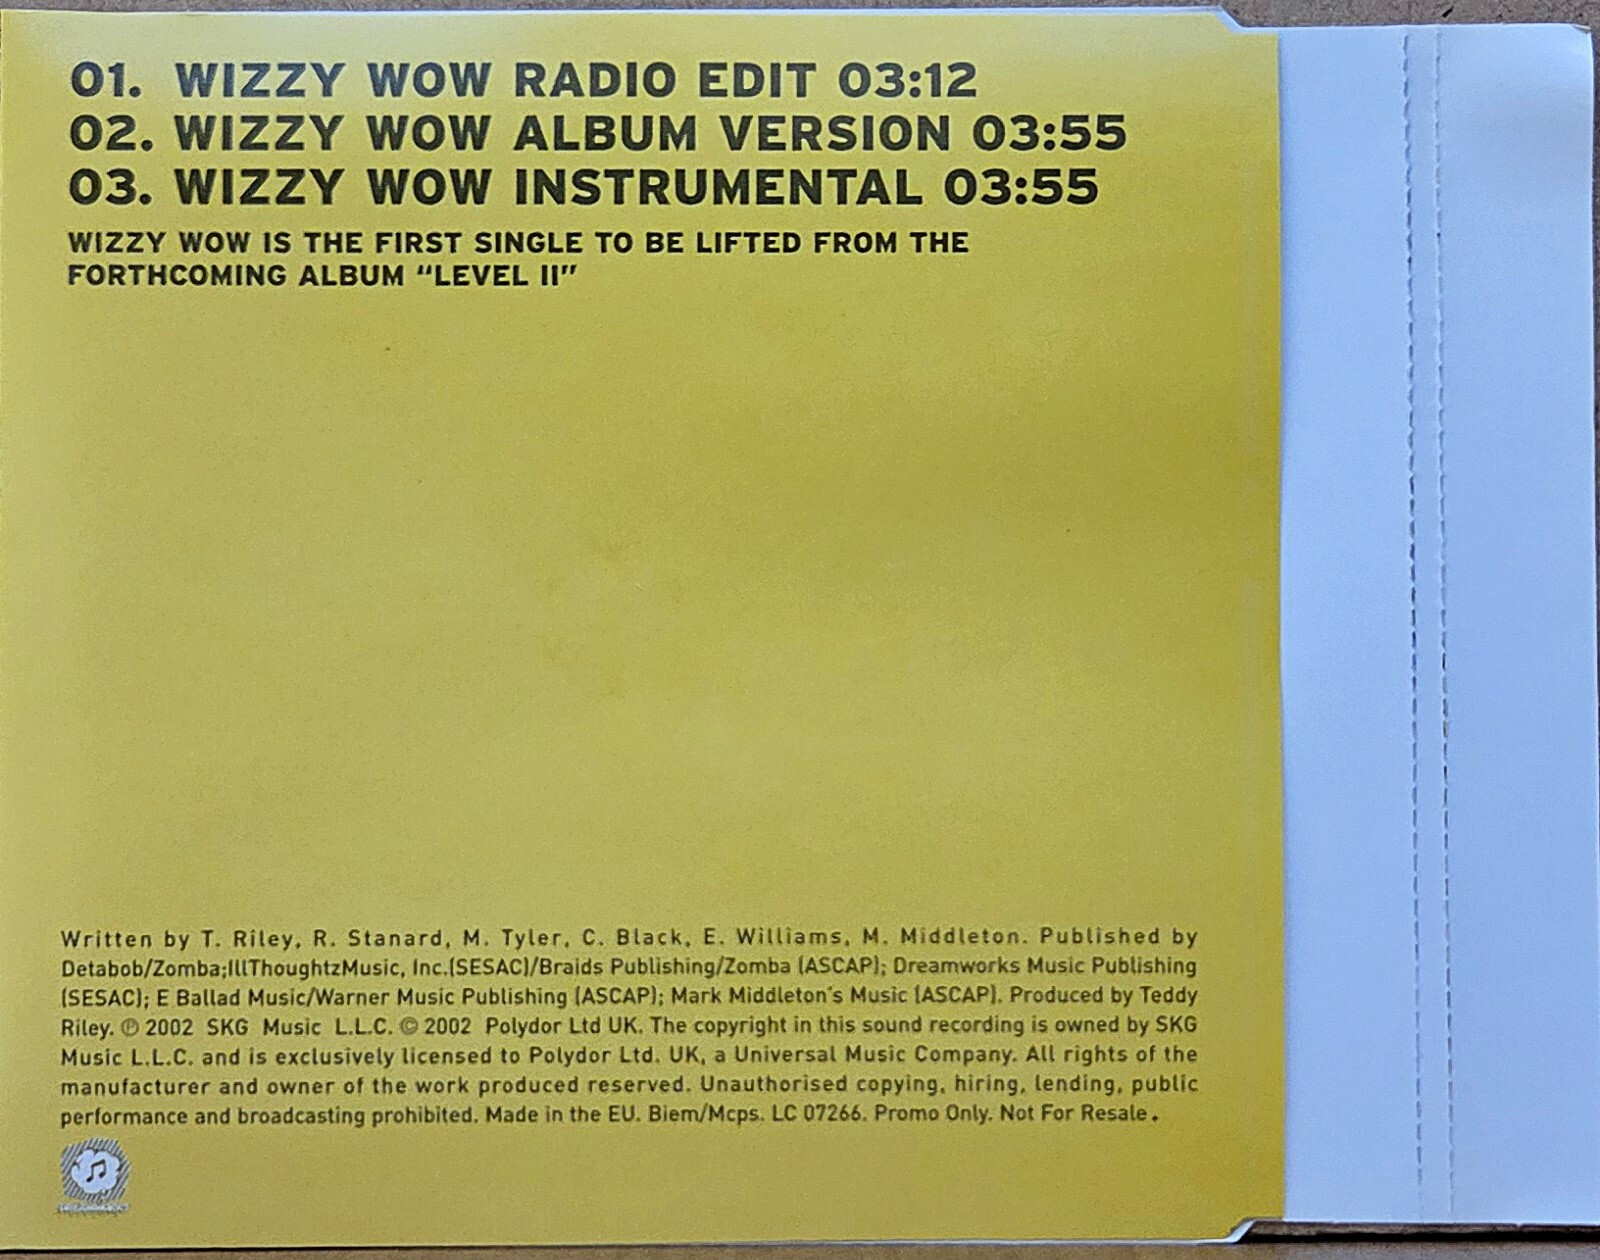 01. WIZZY WOW RADIO EDIT 03:12
02. WIZZY WOW ALBUM VERSION 03:55
03. WIZZY WOW INSTRUMENTAL 03:55
WIZZY WOW IS THE FIRST SINGLE TO BE LIFTED FROM THE
FORTHCOMING ALBUM “LEVEL II”
Written by T. Riley, R. Stanard, M. Tyler, C. Black, E. Williams, M. Middleton. Published by
Detabob/Zomba;IllThoughtzMusic, Inc.(SESAC)/Braids Publishing/Zomba (ASCAP); Dreamworks Music Publishing
(SESAC); E Ballad Music/Warner Music Publishing (ASCAP); Mark Middleton's Music (ASCAP). Produced by Teddy
Riley. ℗ 2002 SKG Music L.L.C. © 2002 Polydor Ltd UK. The copyright in this sound recording is owned by SKG
Music L.L.C. and is exclusively licensed to Polydor Ltd. UK, a Universal Music Company. All rights of the
manufacturer and owner of the work produced reserved. Unauthorised copying, hiring, lending, public
performance and broadcasting prohibited. Made in the EU. Biem/Mcps. LC 07266. Promo Only. Not For Resale.